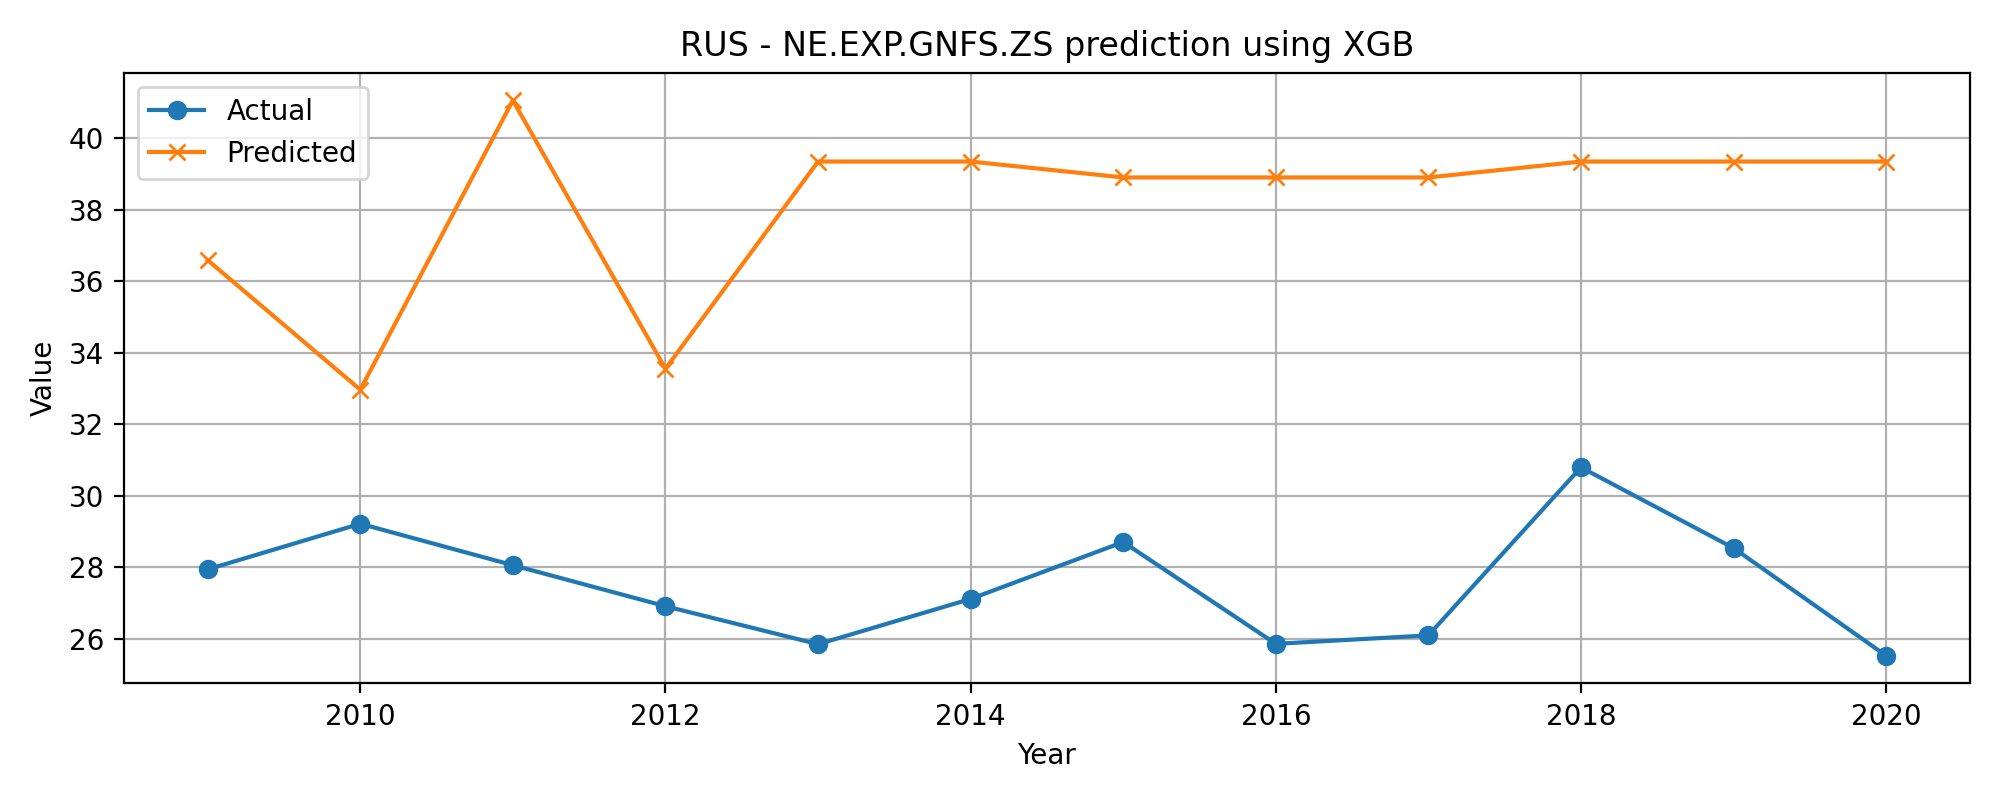 RUS - NE.EXP.GNFS.ZS prediction using XGB
Actual
Predicted
40
38
36
34
32
30
28
26
Value
2010
2012
2014
2016
2018
2020
Year